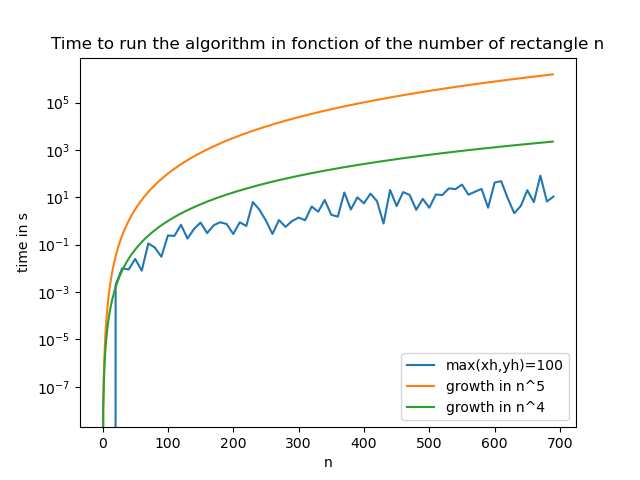 Time to run the algorithm in fonction of the number of rectangle n
10^5
10^3
10^1
10^−1
10^−3
10^−5
10^−7
time in s
max(xh,yh)=100
growth in n^5
growth in n^4
0 100 200 300 400 500 600 700
n